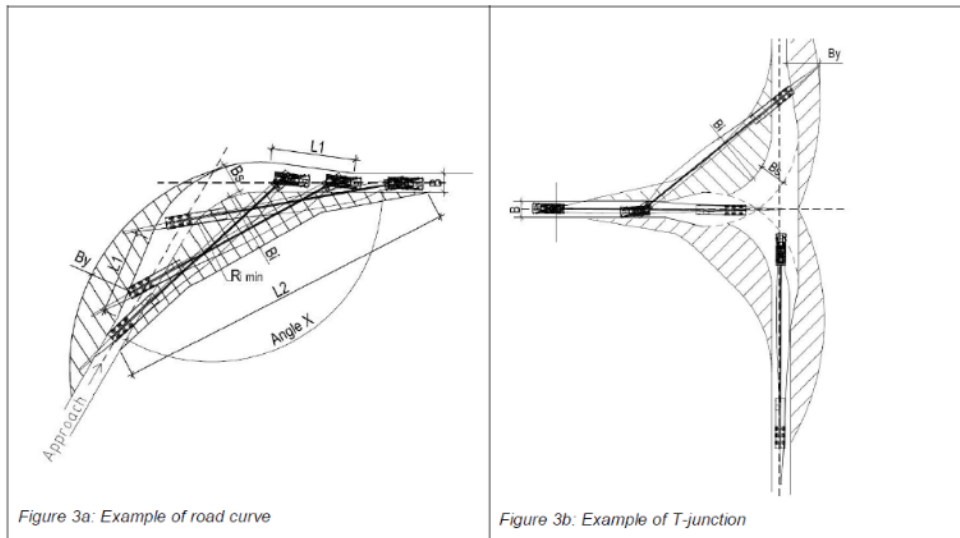 L1
Bs
B
By
L1
Bi
Ri min
L2
Angle X
Approach
Figure 3a: Example of road curve
By
Bi
Bs
B
Figure 3b: Example of T-junction